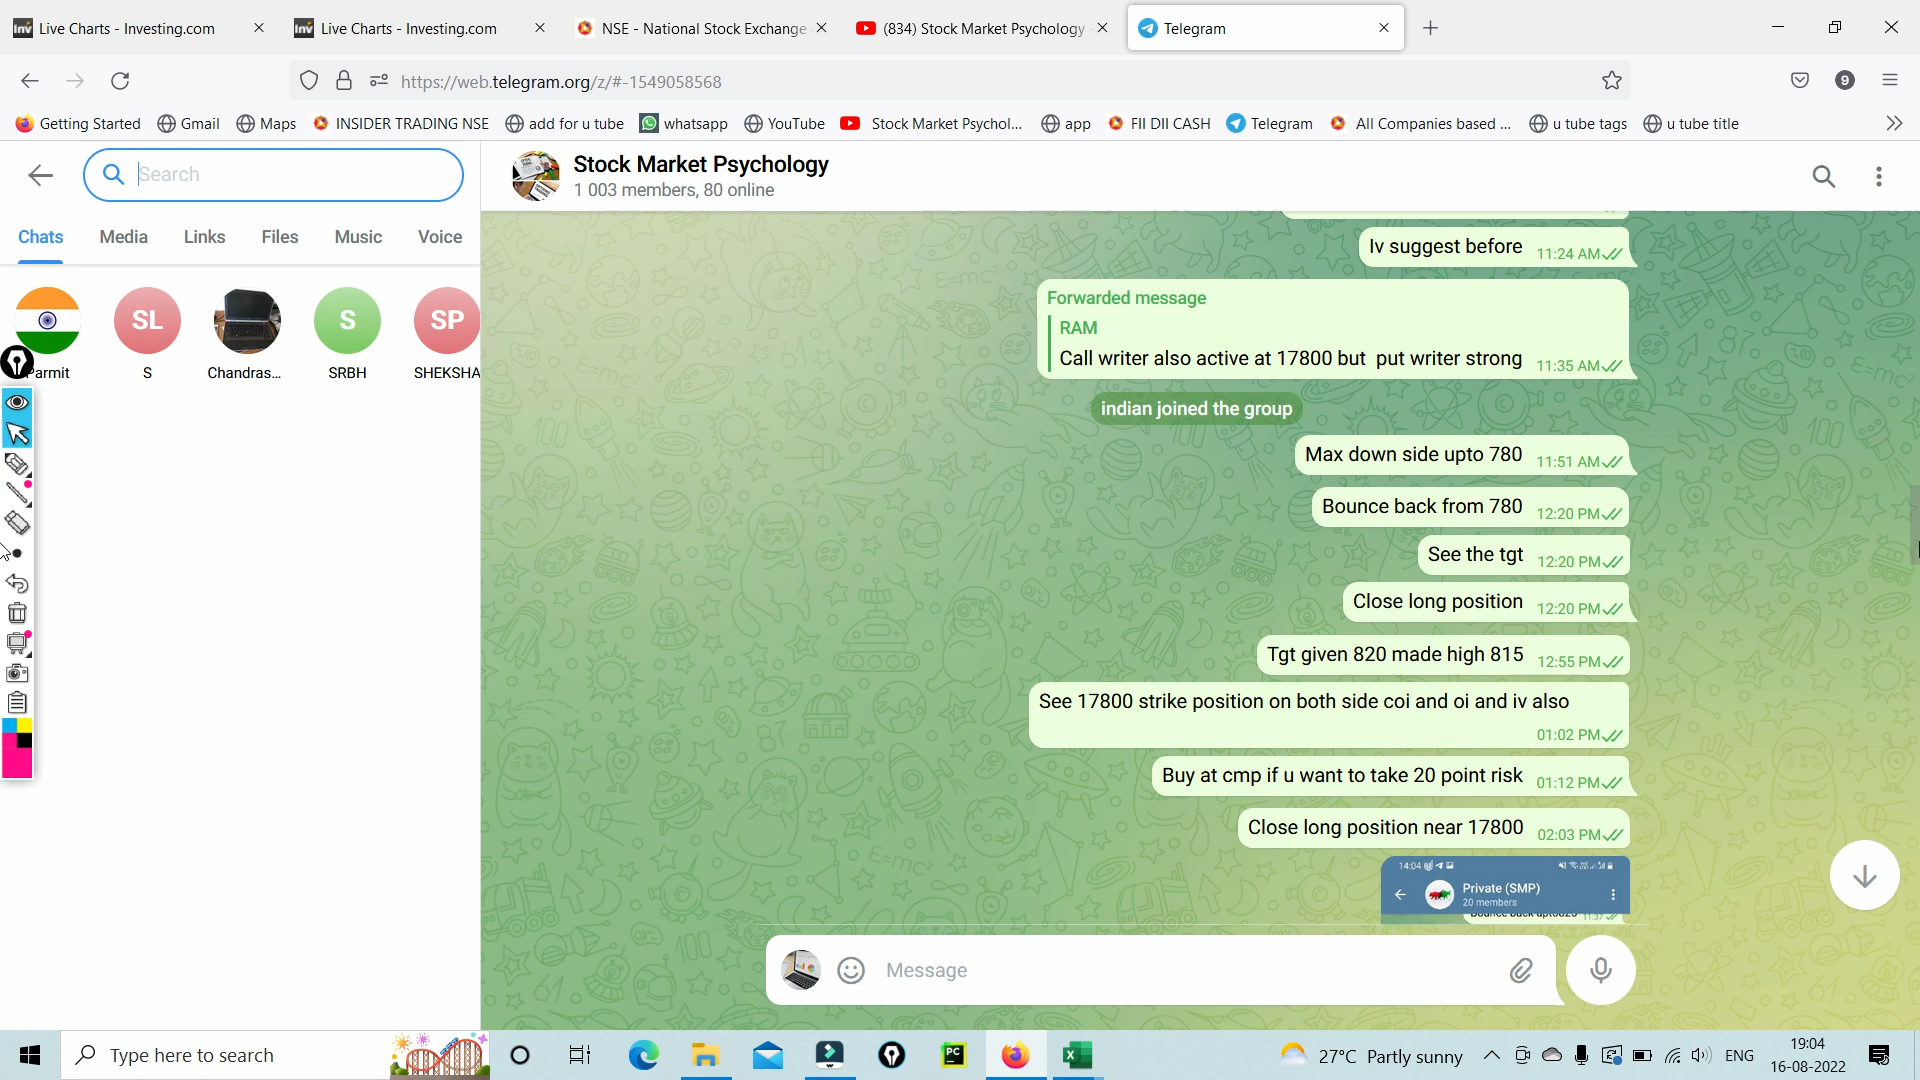 Live Charts - Investing.com
Live Charts - Investing.com
NSE - National Stock Exchange
(834) Stock Market Psychology -
Telegram
https://web.telegram.org/z/#-1549058568
9
Getting Started
Gmail
Maps
INSIDER TRADING NSE
add for u tube
whatsapp
YouTube
Stock Market Psychol...
app
FII DII CASH
Telegram
All Companies based ...
u tube tags
u tube title
Search
Stock Market Psychology
1 003 members, 80 online
Chats
Media
Links
Files
Music
Voice
SL
S
SP
Parmit
S
Chandras...
SRBH
SHEKSHA
Iv suggest before 11:24 AM
Forwarded message
RAM
Call writer also active at 17800 but put writer strong 11:35 AM
indian joined the group
Max down side upto 780 11:51 AM
Bounce back from 780 12:20 PM
See the tgt 12:20 PM
Close long position 12:20 PM
Tgt given 820 made high 815 12:55 PM
See 17800 strike position on both side coi and oi and iv also
01:02 PM
Buy at cmp if u want to take 20 point risk 01:12 PM
Close long position near 17800 02:03 PM
14:04
Private (SMP)
20 members
Message
Type here to search
PC
27°C Partly sunny
ENG
19:04
16-08-2022